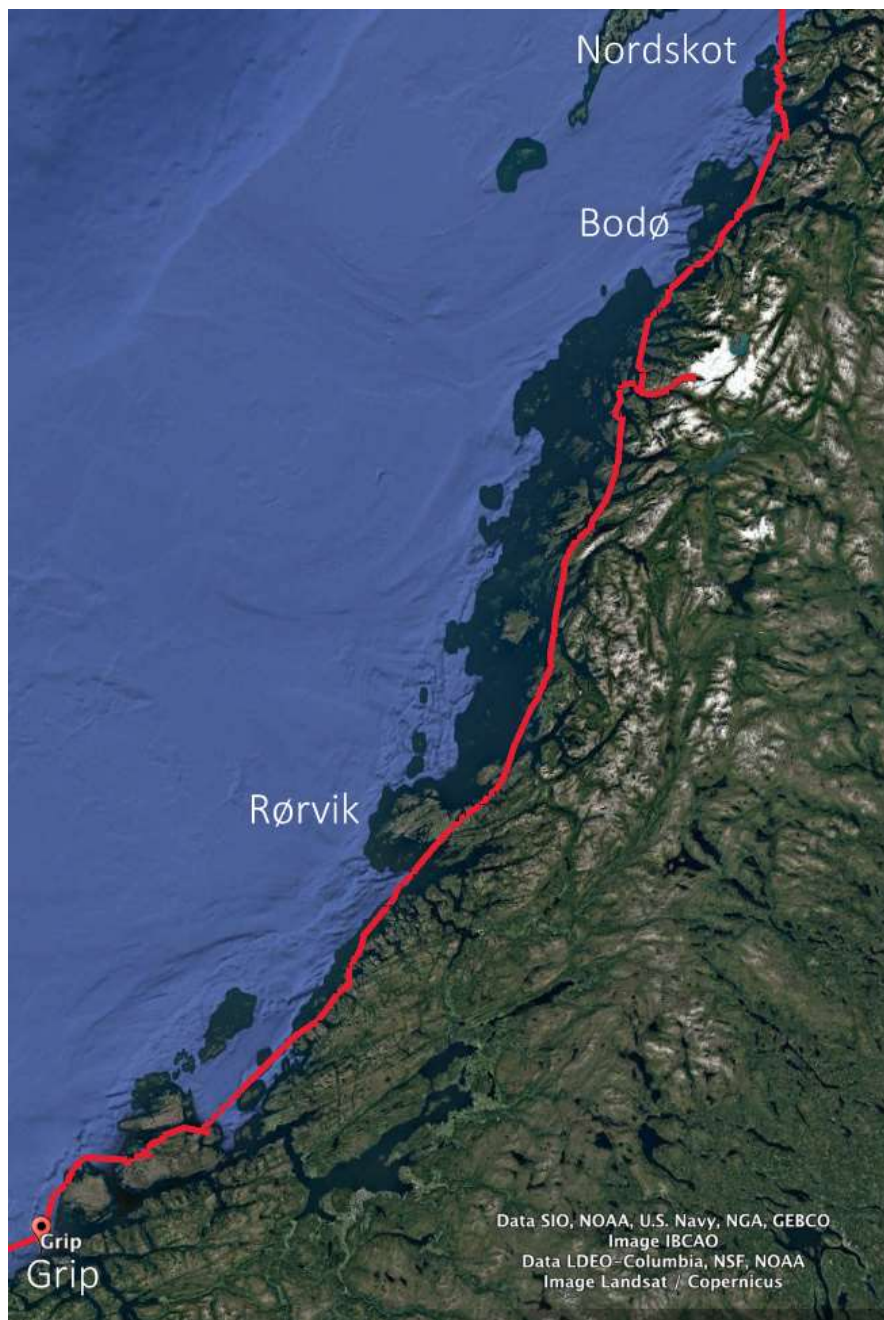 Nordskot
Bodø
Rørvik
Grip
Grip
Data SIO, NOAA, U.S. Navy, NGA, GEBCO
Image IBCAO
Data LDEO-Columbia, NSF, NOAA
Image Landsat / Copernicus